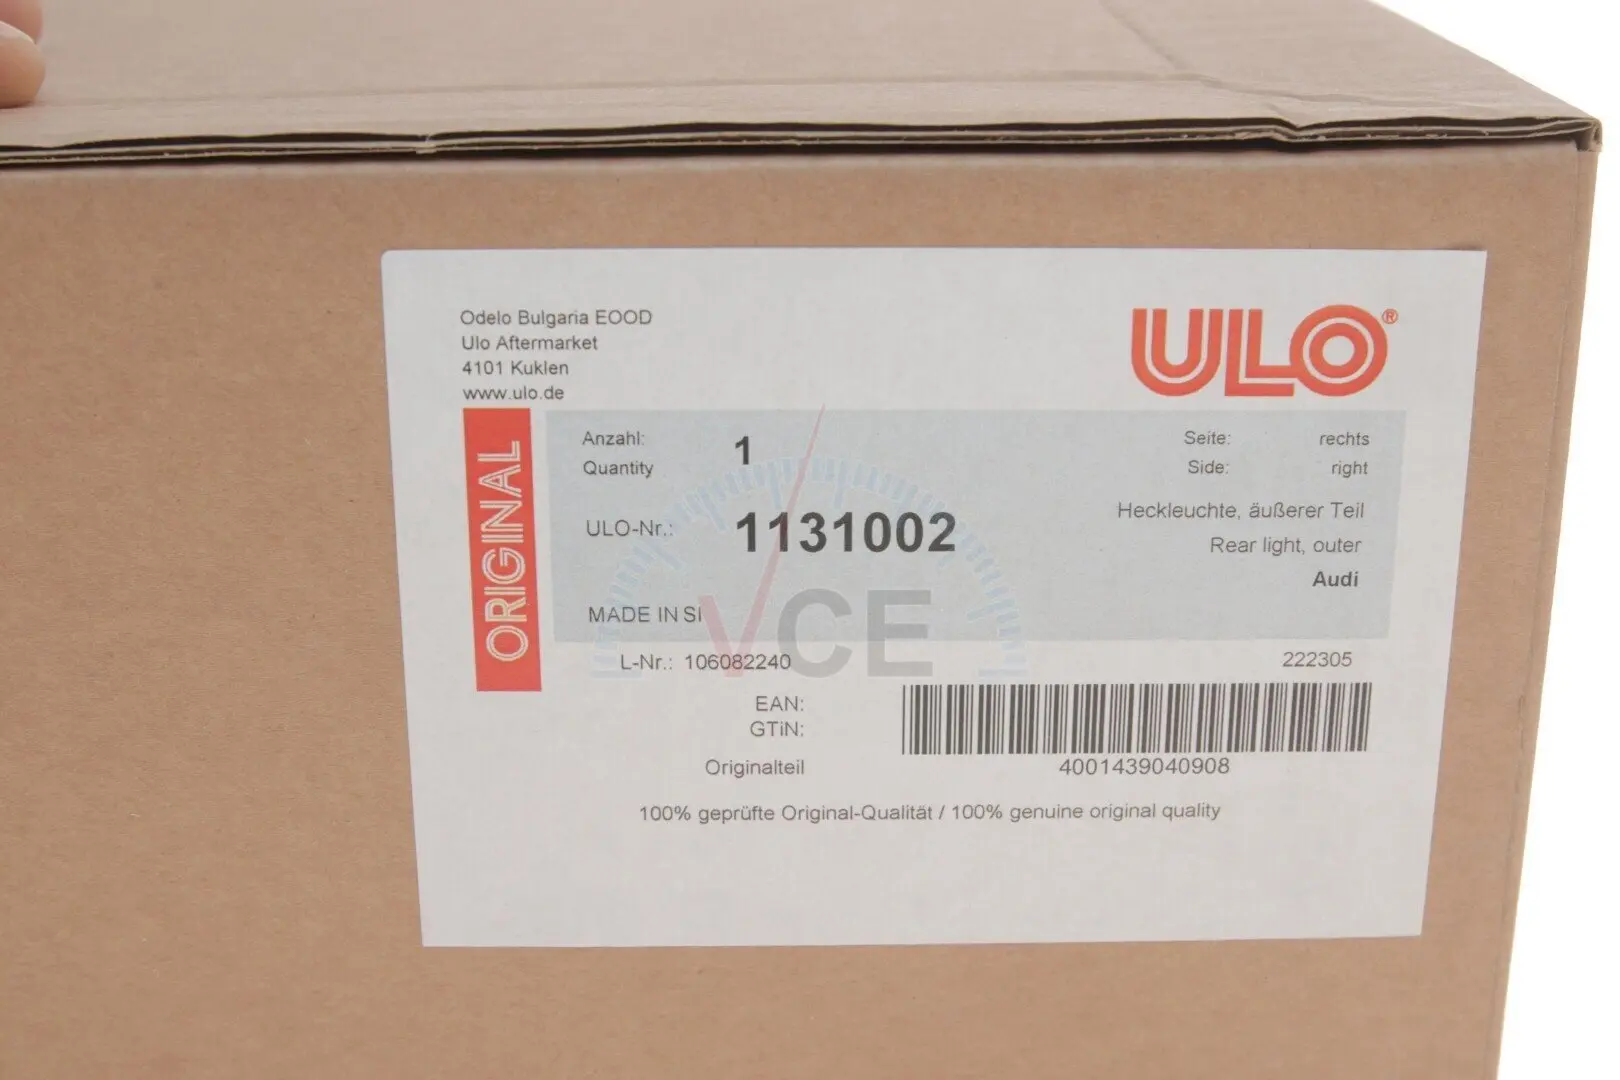 Odelo Bulgaria EOOD
Ulo Aftermarket
4101 Kuklen
www.ulo.de
ULO®
ORIGINAL
Anzahl: 1
Quantity
Seite: rechts
Side: right
ULO-Nr.: 1131002
Heckleuchte, äußerer Teil
Rear light, outer
Audi
MADE IN SI
VCE
L-Nr.: 106082240
222305
EAN:
GTiN:
Originalteil
4001439040908
100% geprüfte Original-Qualität / 100% genuine original quality